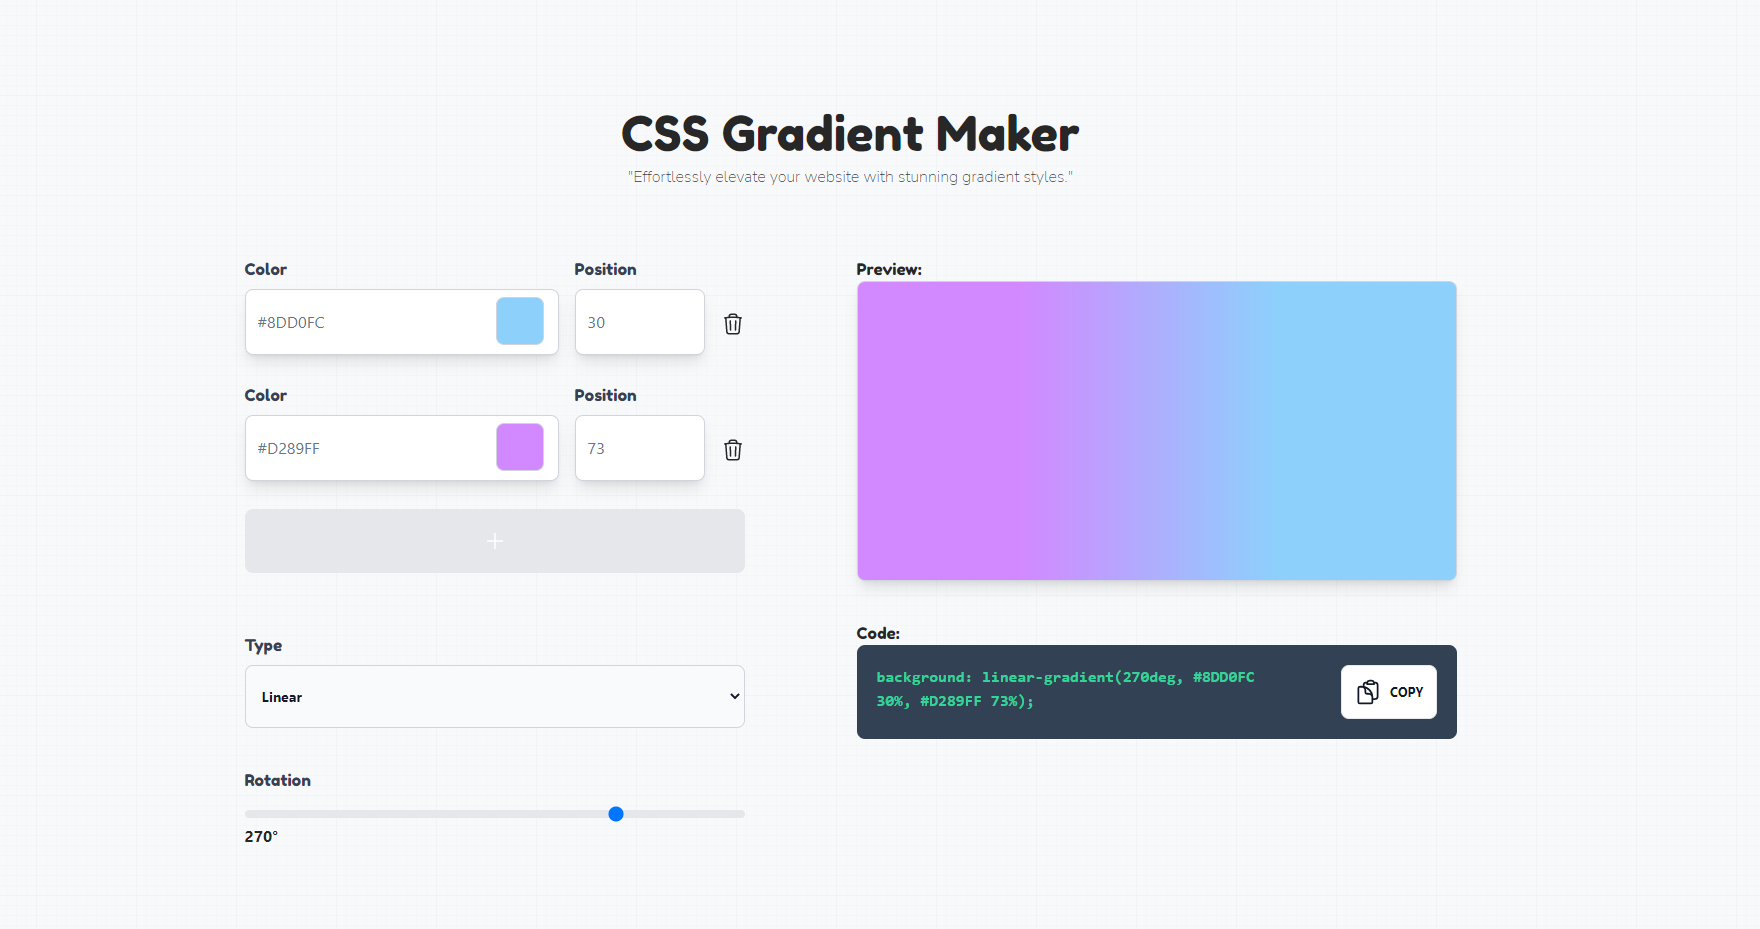 CSS Gradient Maker
"Effortlessly elevate your website with stunning gradient styles."
Color
Position
#8DD0FC
30
Color
Position
#D289FF
73
+
Type
Linear
Rotation
270°
Preview:
Code:
background: linear-gradient(270deg, #8DD0FC
30%, #D289FF 73%);
COPY